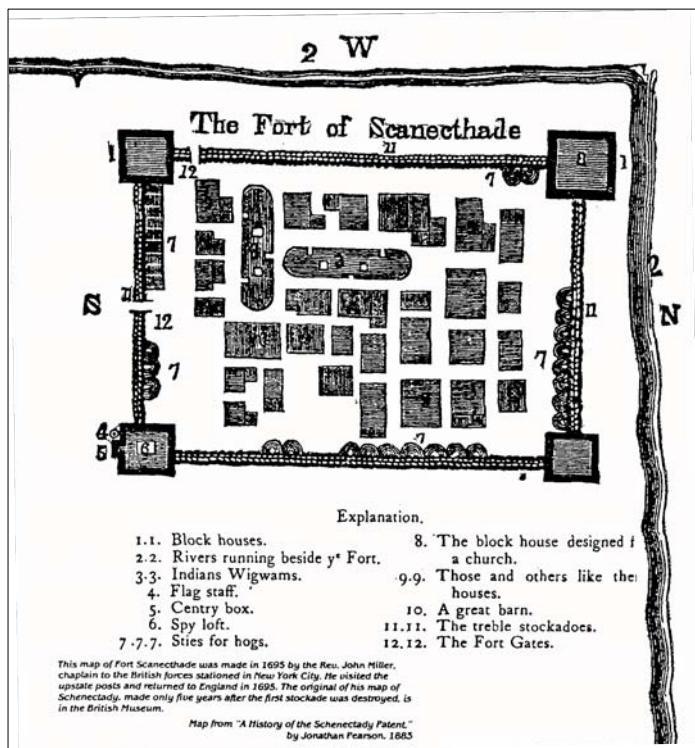 2 W
The Fort of Scanecthade
11
1
12
7
8
1
7
3
2
11
S
12
N
11
7
7
4
5
6
7
Explanation.
1.1. Block houses.
2.2. Rivers running beside yᵉ Fort.
3.3. Indians Wigwams.
4. Flag staff.
5. Centry box.
6. Spy loft.
7.7.7. Sties for hogs.
8. The block house designed f
a church.
9.9. Those and others like the
houses.
10. A great barn.
11.11. The treble stockadoes.
12.12. The Fort Gates.
This map of Fort Scanecthade was made in 1695 by the Rev. John Miller,
chaplain to the British forces stationed in New York City. He visited the
upstate posts and returned to England in 1695. The original of his map of
Schenectady, made only five years after the first stockade was destroyed, is
in the British Museum.
Map from "A History of the Schenectady Patent,"
by Jonathan Pearson, 1883